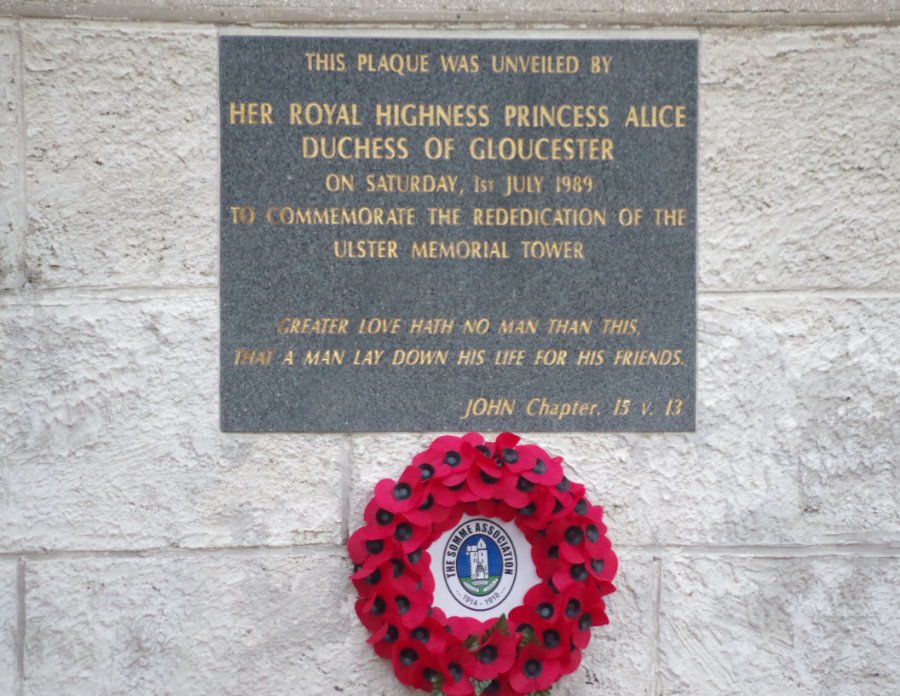 THIS PLAQUE WAS UNVEILED BY
HER ROYAL HIGHNESS PRINCESS ALICE
DUCHESS OF GLOUCESTER
ON SATURDAY, 1ST JULY 1989
TO COMMEMORATE THE REDEDICATION OF THE
ULSTER MEMORIAL TOWER
GREATER LOVE HATH NO MAN THAN THIS,
THAT A MAN LAY DOWN HIS LIFE FOR HIS FRIENDS.
JOHN Chapter. 15 v. 13
THE SOMME ASSOCIATION
...1914 - 1918...